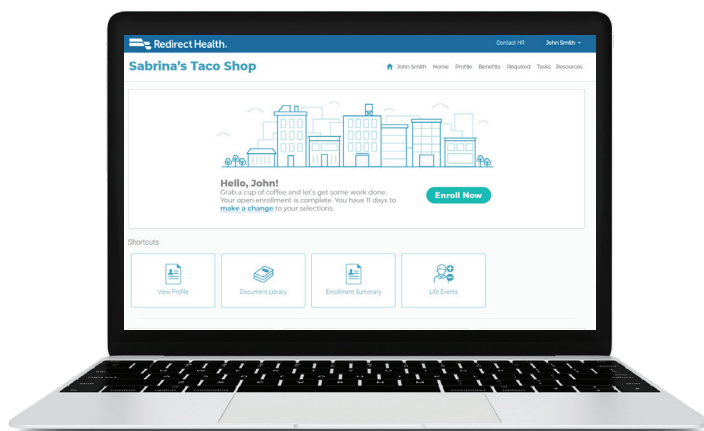 Redirect Health®
Contact HR
John Smith
Sabrina's Taco Shop
John Smith Home Profile Benefits Required Tasks Resources
Hello, John!
Grab a cup of coffee and let's get some work done.
Your open enrollment is complete. You have 11 days to
make a change to your selections.
Enroll Now
Shortcuts
View Profile
Document Library
Enrollment Summary
Life Events